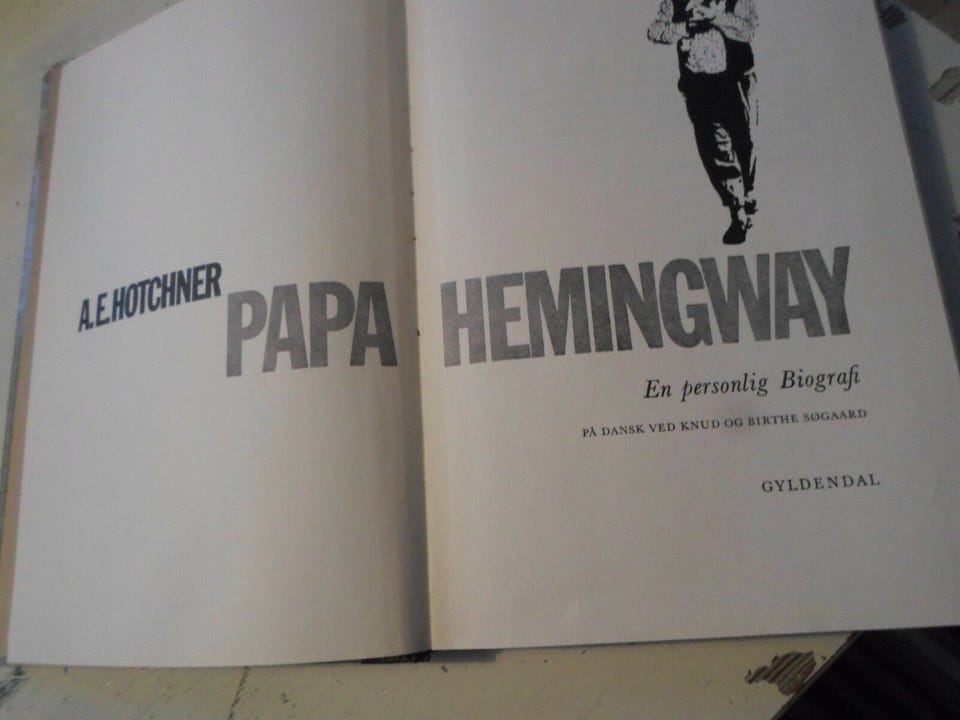 A.E. HOTCHNER
PAPA HEMINGWAY
En personlig Biografi
PÅ DANSK VED KNUD OG BIRTHE SØGAARD
GYLDENDAL